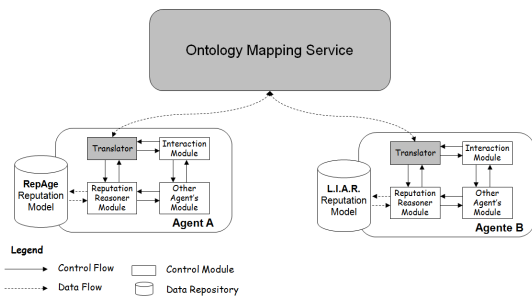 Ontology Mapping Service
Translator
Interaction
Module
RepAge
Reputation
Model
Reputation
Reasoner
Module
Other
Agent's
Module
Agent A
Translator
Interaction
Module
L.I.A.R.
Reputation
Model
Reputation
Reasoner
Module
Other
Agent's
Module
Agente B
Legend
Control Flow
Control Module
Data Flow
Data Repository